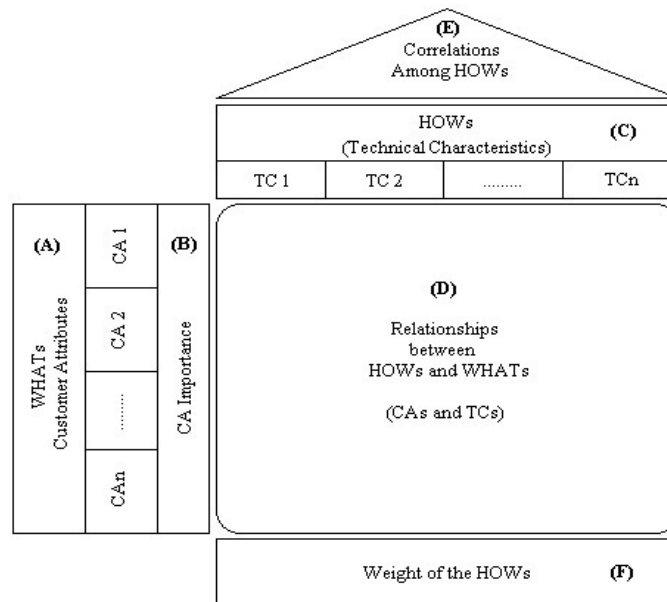 (E)
Correlations
Among HOWs
HOWs (C)
(Technical Characteristics)
TC 1 TC 2 ......... TCn
(A)
WHATs
Customer Attributes
CA 1
CA 2
.........
CAn
(B)
CA Importance
(D)
Relationships
between
HOWs and WHATs
(CAs and TCs)
Weight of the HOWs (F)